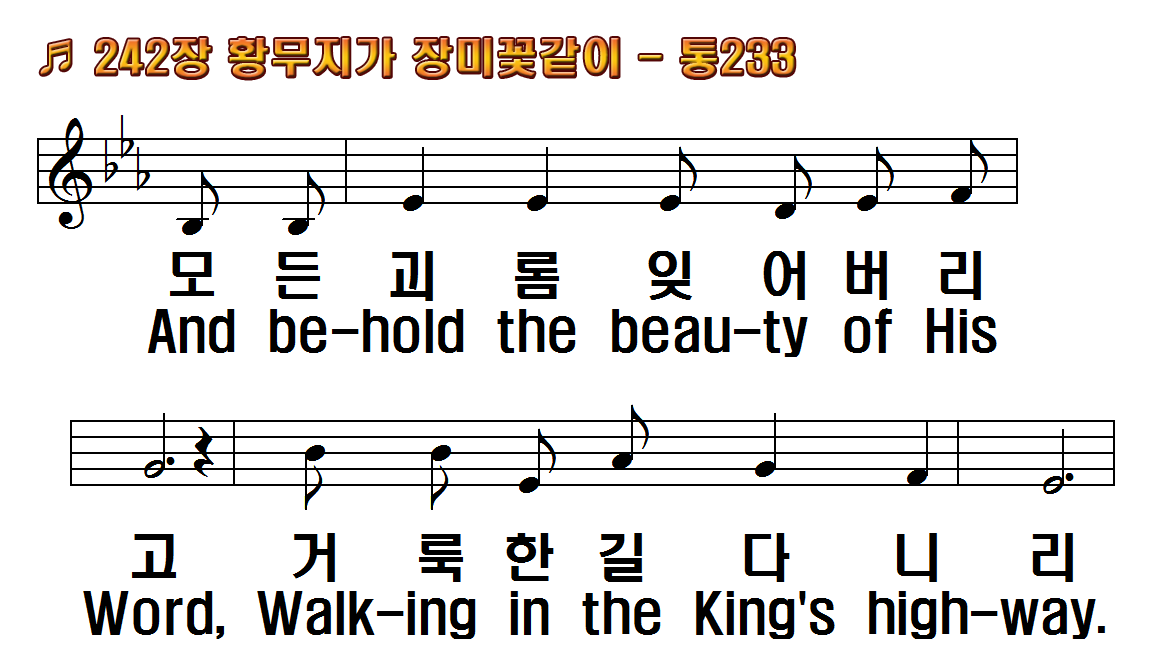 ♬ 242장 황무지가 장미꽃같이 - 통233
모 든 괴 롬 잊 어 버 리
And be-hold the beau-ty of His
고 거 룩 한 길 다 니 리
Word, Walk-ing in the King's high-way.